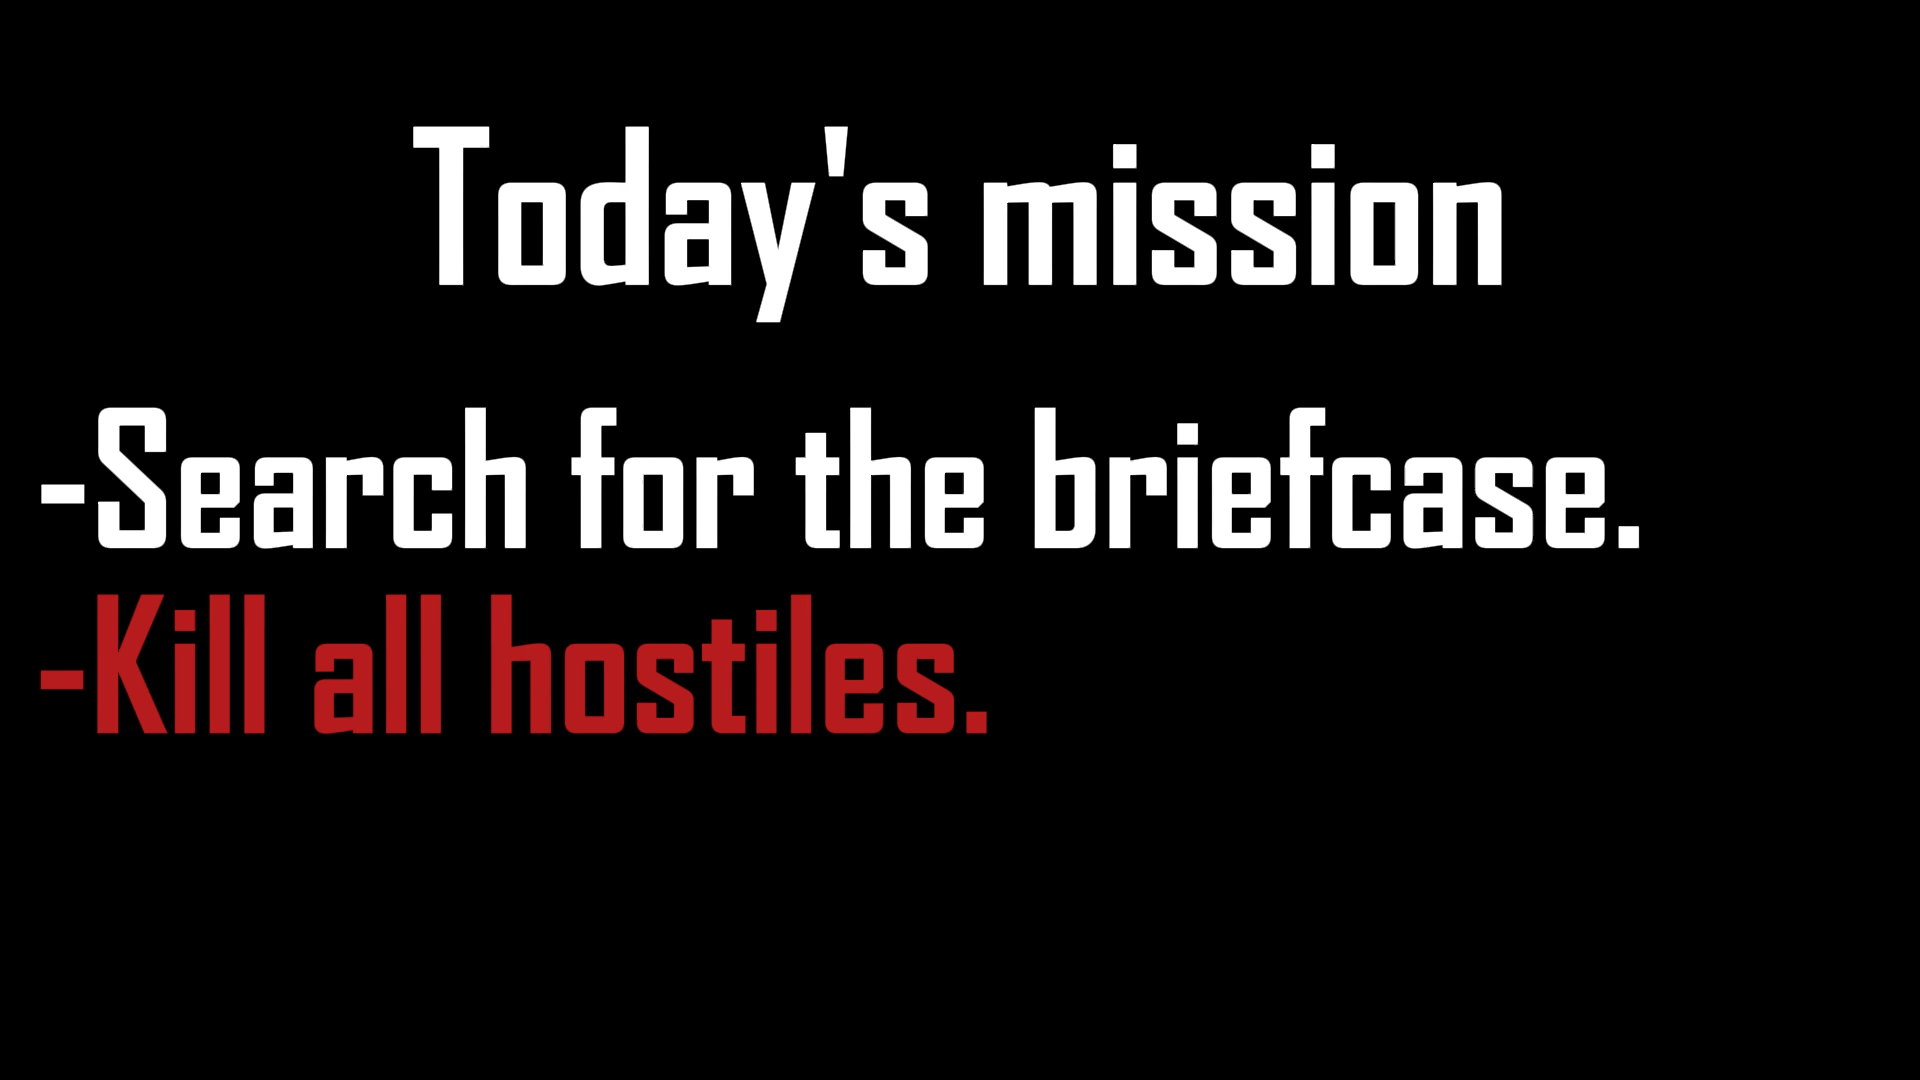 Today's mission
-Search for the briefcase.
-Kill all hostiles.